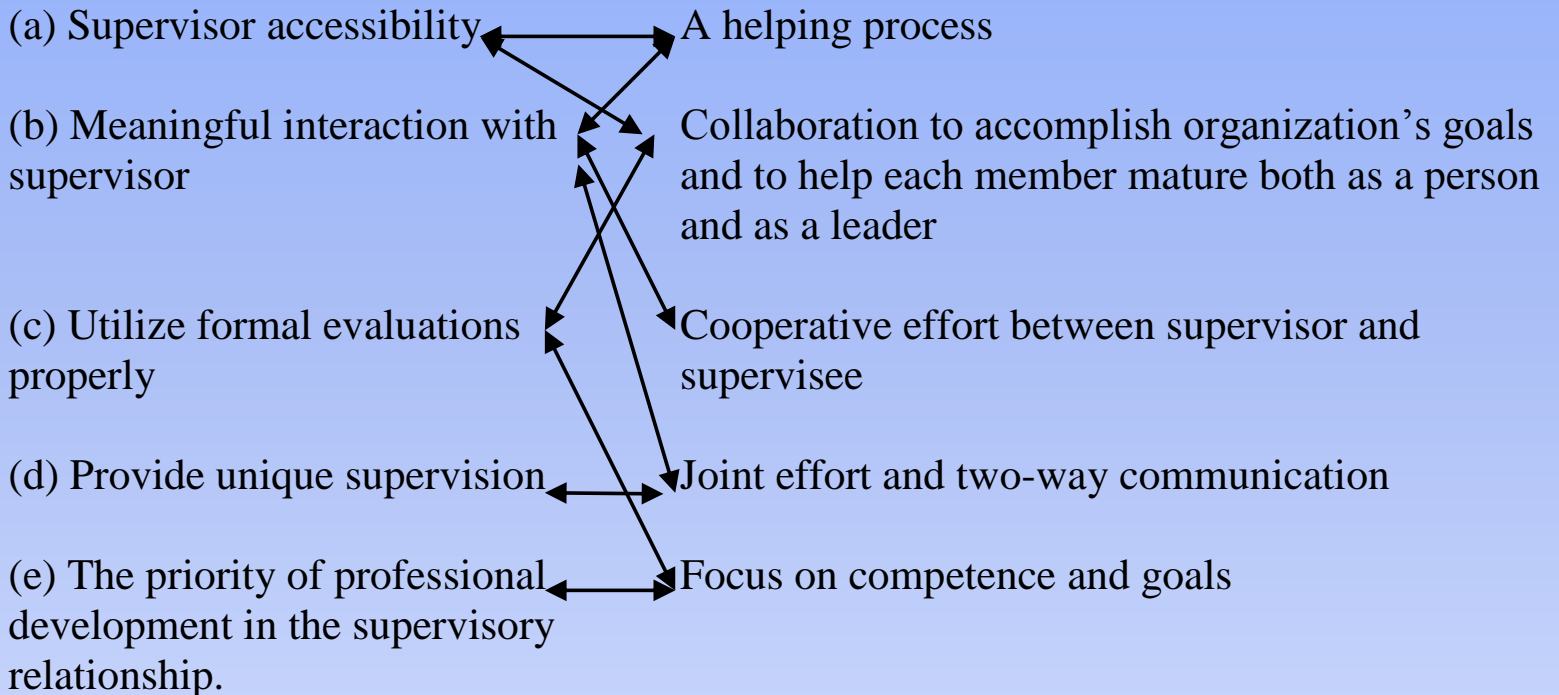 (a) Supervisor accessibility
A helping process
(b) Meaningful interaction with
supervisor
Collaboration to accomplish organization’s goals
and to help each member mature both as a person
and as a leader
(c) Utilize formal evaluations
properly
Cooperative effort between supervisor and
supervisee
(d) Provide unique supervision
Joint effort and two-way communication
(e) The priority of professional
development in the supervisory
relationship.
Focus on competence and goals